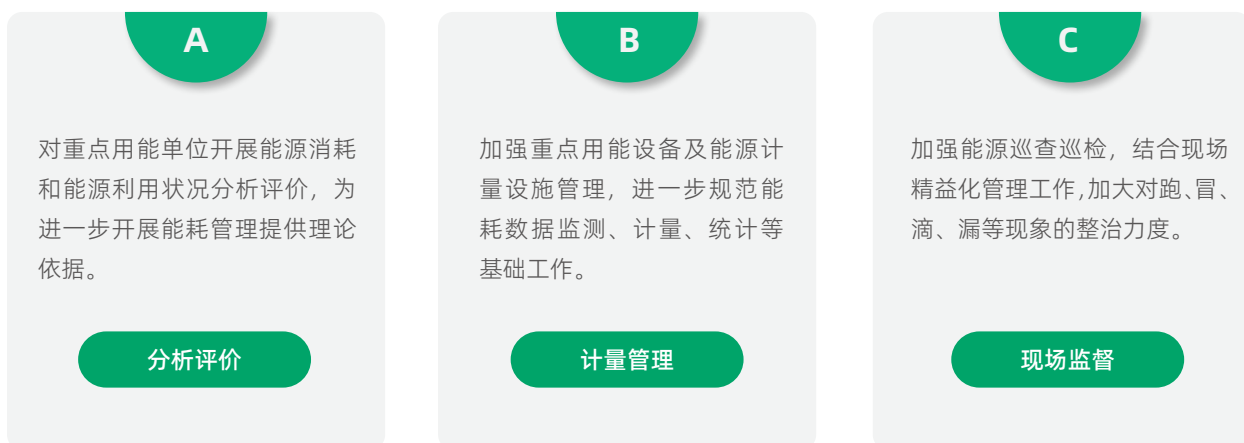 A
对重点用能单位开展能源消耗
和能源利用状况分析评价，为
进一步开展能耗管理提供理论
依据。
分析评价
B
加强重点用能设备及能源计
量设施管理，进一步规范能
耗数据监测、计量、统计等
基础工作。
计量管理
C
加强能源巡查巡检，结合现场
精益化管理工作,加大对跑、冒、
滴、漏等现象的整治力度。
现场监督